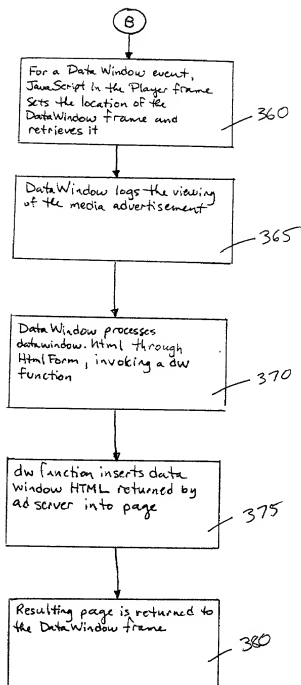 B
For a Data Window event,
JavaScript in the Player frame
sets the location of the
DataWindow frame and
retrieves it
360
DataWindow logs the viewing
of the media advertisement
365
DataWindow processes
datawindow.html through
HtmlForm, invoking a dw
function
370
dw function inserts data
window HTML returned by
ad server into page
375
Resulting page is returned to
the DataWindow frame
380